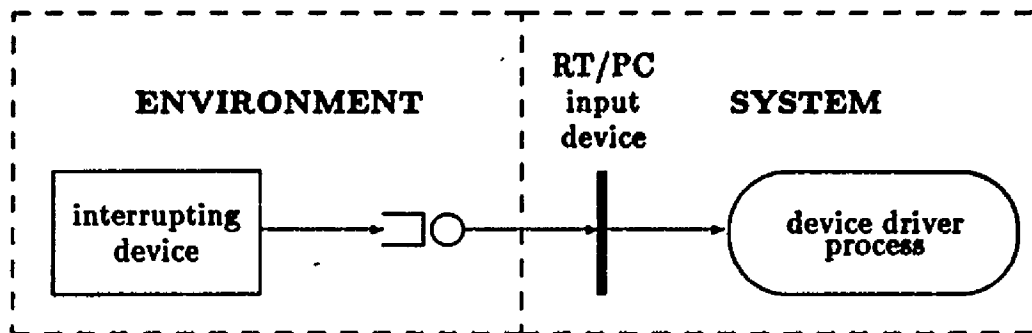 ENVIRONMENT
interrupting
device
RT/PC
input
device
SYSTEM
device driver
process